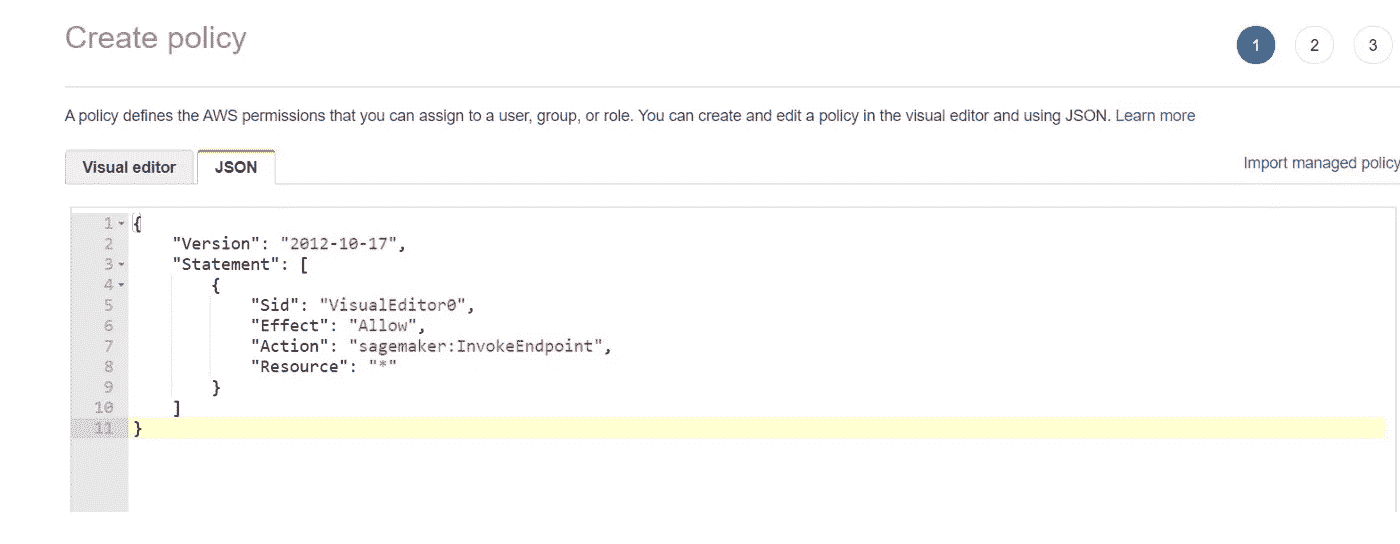 Create policy
1 2 3
A policy defines the AWS permissions that you can assign to a user, group, or role. You can create and edit a policy in the visual editor and using JSON. Learn more
Visual editor JSON Import managed policy
1 {
2     "Version": "2012-10-17",
3     "Statement": [
4         {
5             "Sid": "VisualEditor0",
6             "Effect": "Allow",
7             "Action": "sagemaker:InvokeEndpoint",
8             "Resource": "*"
9         }
10     ]
11 }